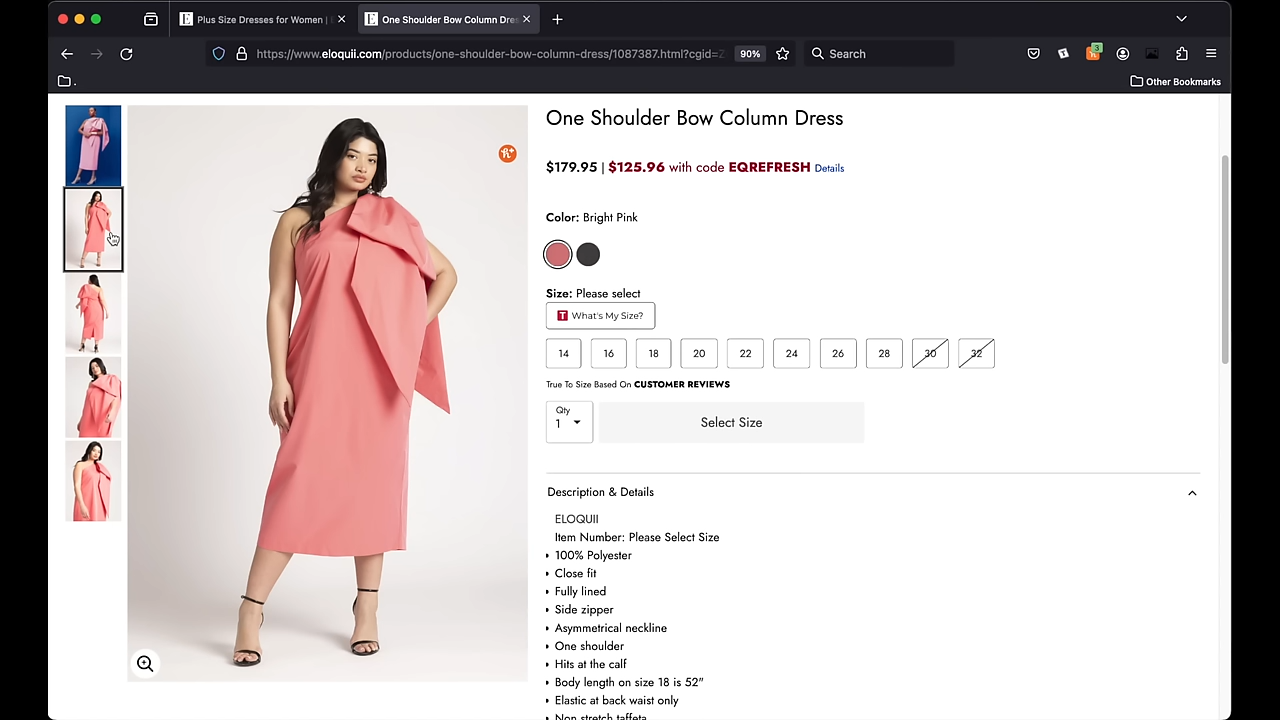 Plus Size Dresses for Women |
One Shoulder Bow Column Dre
https://www.eloquii.com/products/one-shoulder-bow-column-dress/1087387.html?cgid=
90%
Search
3
.
Other Bookmarks
One Shoulder Bow Column Dress
$179.95 | $125.96 with code EQREFRESH Details
Color: Bright Pink
Size: Please select
T What's My Size?
14 16 18 20 22 24 26 28 30 32
True To Size Based On CUSTOMER REVIEWS
Qty
1
Select Size
Description & Details
ELOQUII
Item Number: Please Select Size
100% Polyester
Close fit
Fully lined
Side zipper
Asymmetrical neckline
One shoulder
Hits at the calf
Body length on size 18 is 52"
Elastic at back waist only
Non stretch taffeta